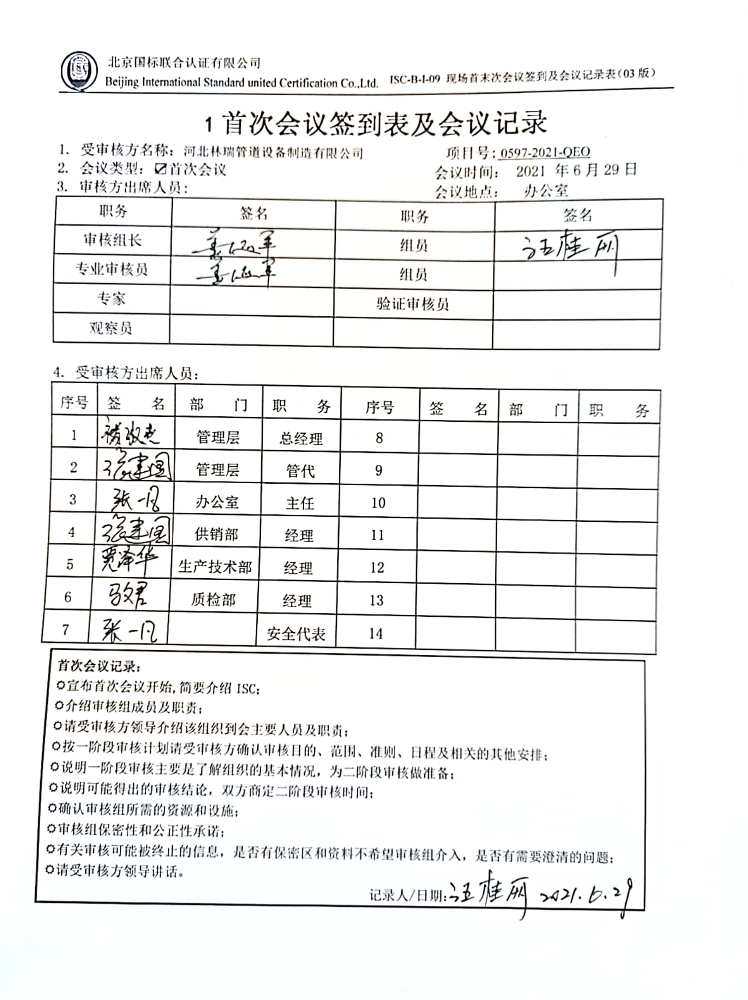 北京国标联合认证有限公司
Beijing International Standard united Certification Co.,Ltd. ISC-B-I-09 现场首末次会议签到及会议记录表(03版)
1 首次会议签到表及会议记录
1. 受审核方名称：河北林瑞管道设备制造有限公司 项目号：0597-2021-QEO
2. 会议类型：☑首次会议 会议时间： 2021 年 6 月 29 日
3. 审核方出席人员： 会议地点： 办公室
职务 签名 职务 签名
审核组长 组员 汪桂丽
专业审核员 组员
专家 验证审核员
观察员
4. 受审核方出席人员：
序号 签 名 部 门 职 务 序号 签 名 部 门 职 务
1 管理层 总经理 8
2 张建国 管理层 管代 9
3 张一凡 办公室 主任 10
4 张建国 供销部 经理 11
5 贾泽华 生产技术部 经理 12
6 马文君 质检部 经理 13
7 张一凡 安全代表 14
首次会议记录：
✿宣布首次会议开始,简要介绍 ISC；
✿介绍审核组成员及职责；
✿请受审核方领导介绍该组织到会主要人员及职责；
✿按一阶段审核计划请受审核方确认审核目的、范围、准则、日程及相关的其他安排；
✿说明一阶段审核主要是了解组织的基本情况，为二阶段审核做准备；
✿说明可能得出的审核结论，双方商定二阶段审核时间；
✿确认审核组所需的资源和设施；
✿审核组保密性和公正性承诺；
✿有关审核可能被终止的信息，是否有保密区和资料不希望审核组介入，是否有需要澄清的问题；
✿请受审核方领导讲话。
记录人/日期：汪桂丽 2021.6.29